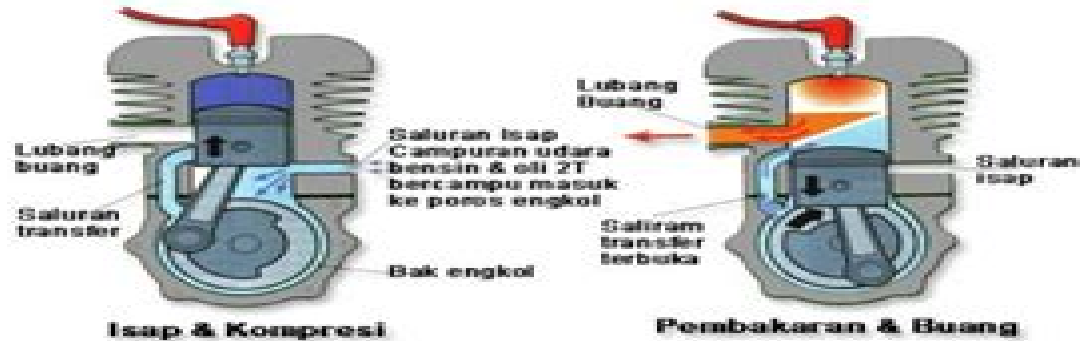 Lubang
buang
Saluran
transfer
Saluran Isap
Campuran udara
bensin & oli 2T
bercampu masuk
ke poros engkol
Bak engkol
Isap & Kompresi
Lubang
Duang
Saluran
isap
Saliram
transfer
terbuka
Pembakaran & Buang